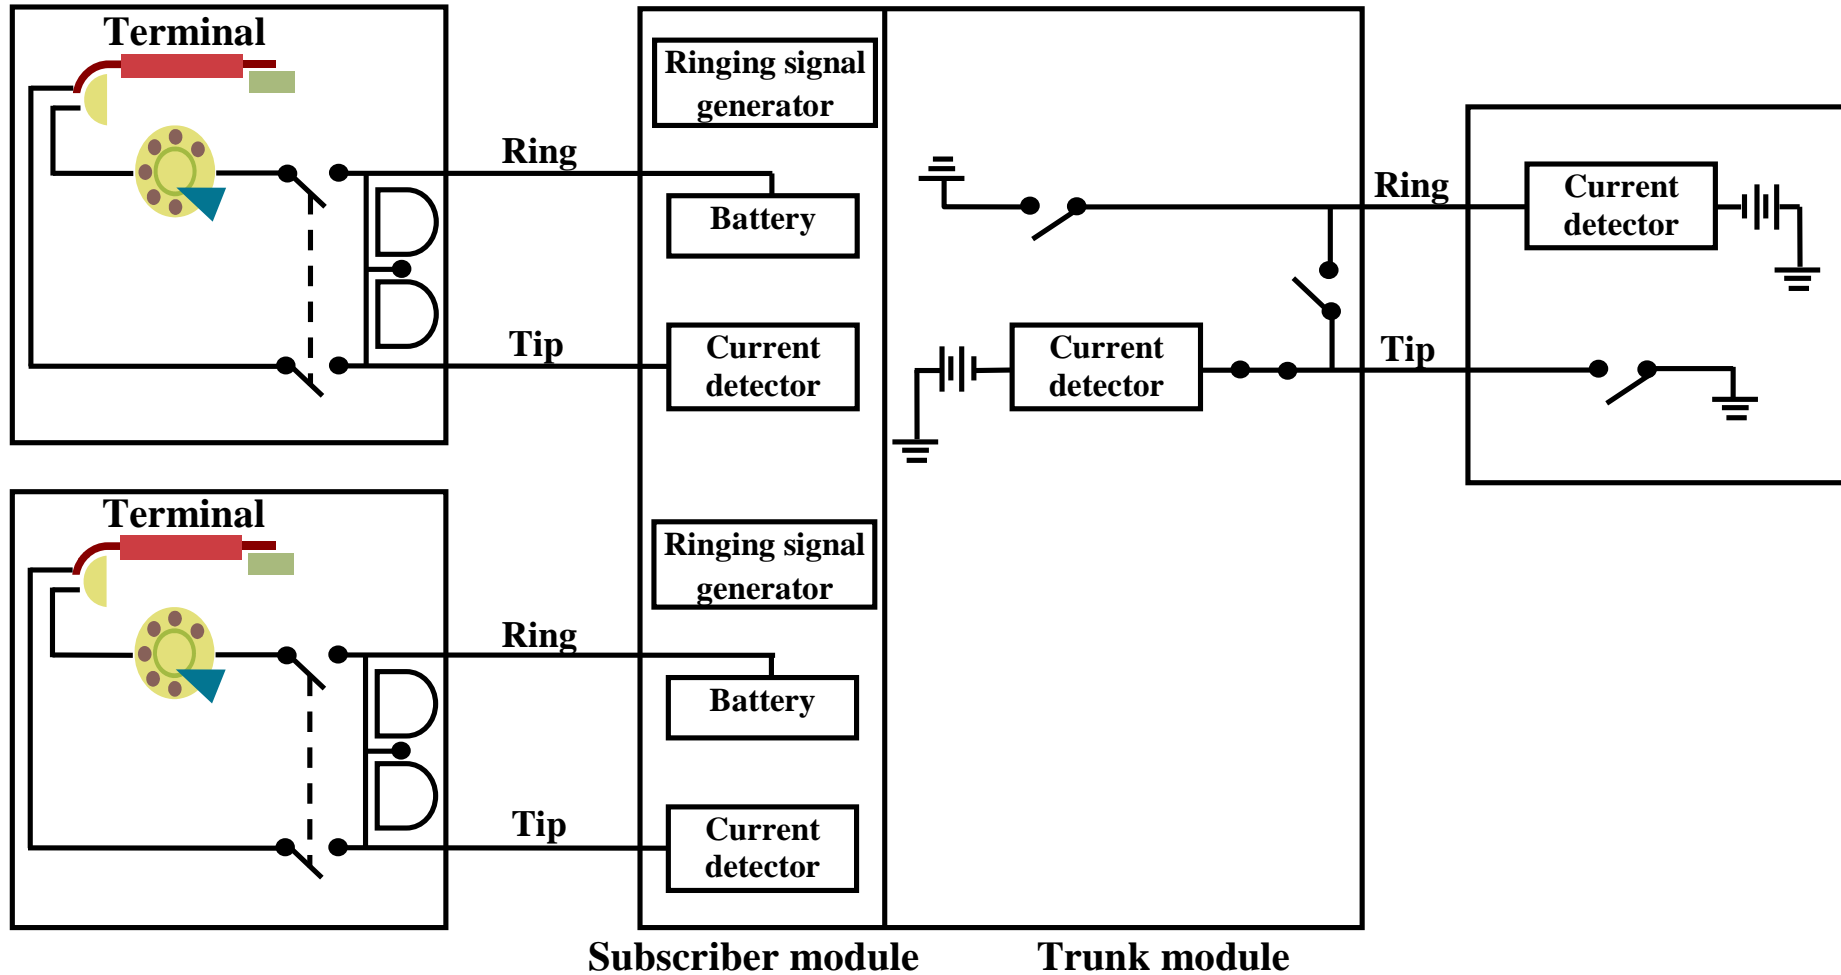 Terminal
Ringing signal
generator
Ring
Battery
Tip
Current
detector
Current
detector
Ring
Tip
Current
detector
Terminal
Ringing signal
generator
Ring
Battery
Tip
Current
detector
Subscriber module
Trunk module